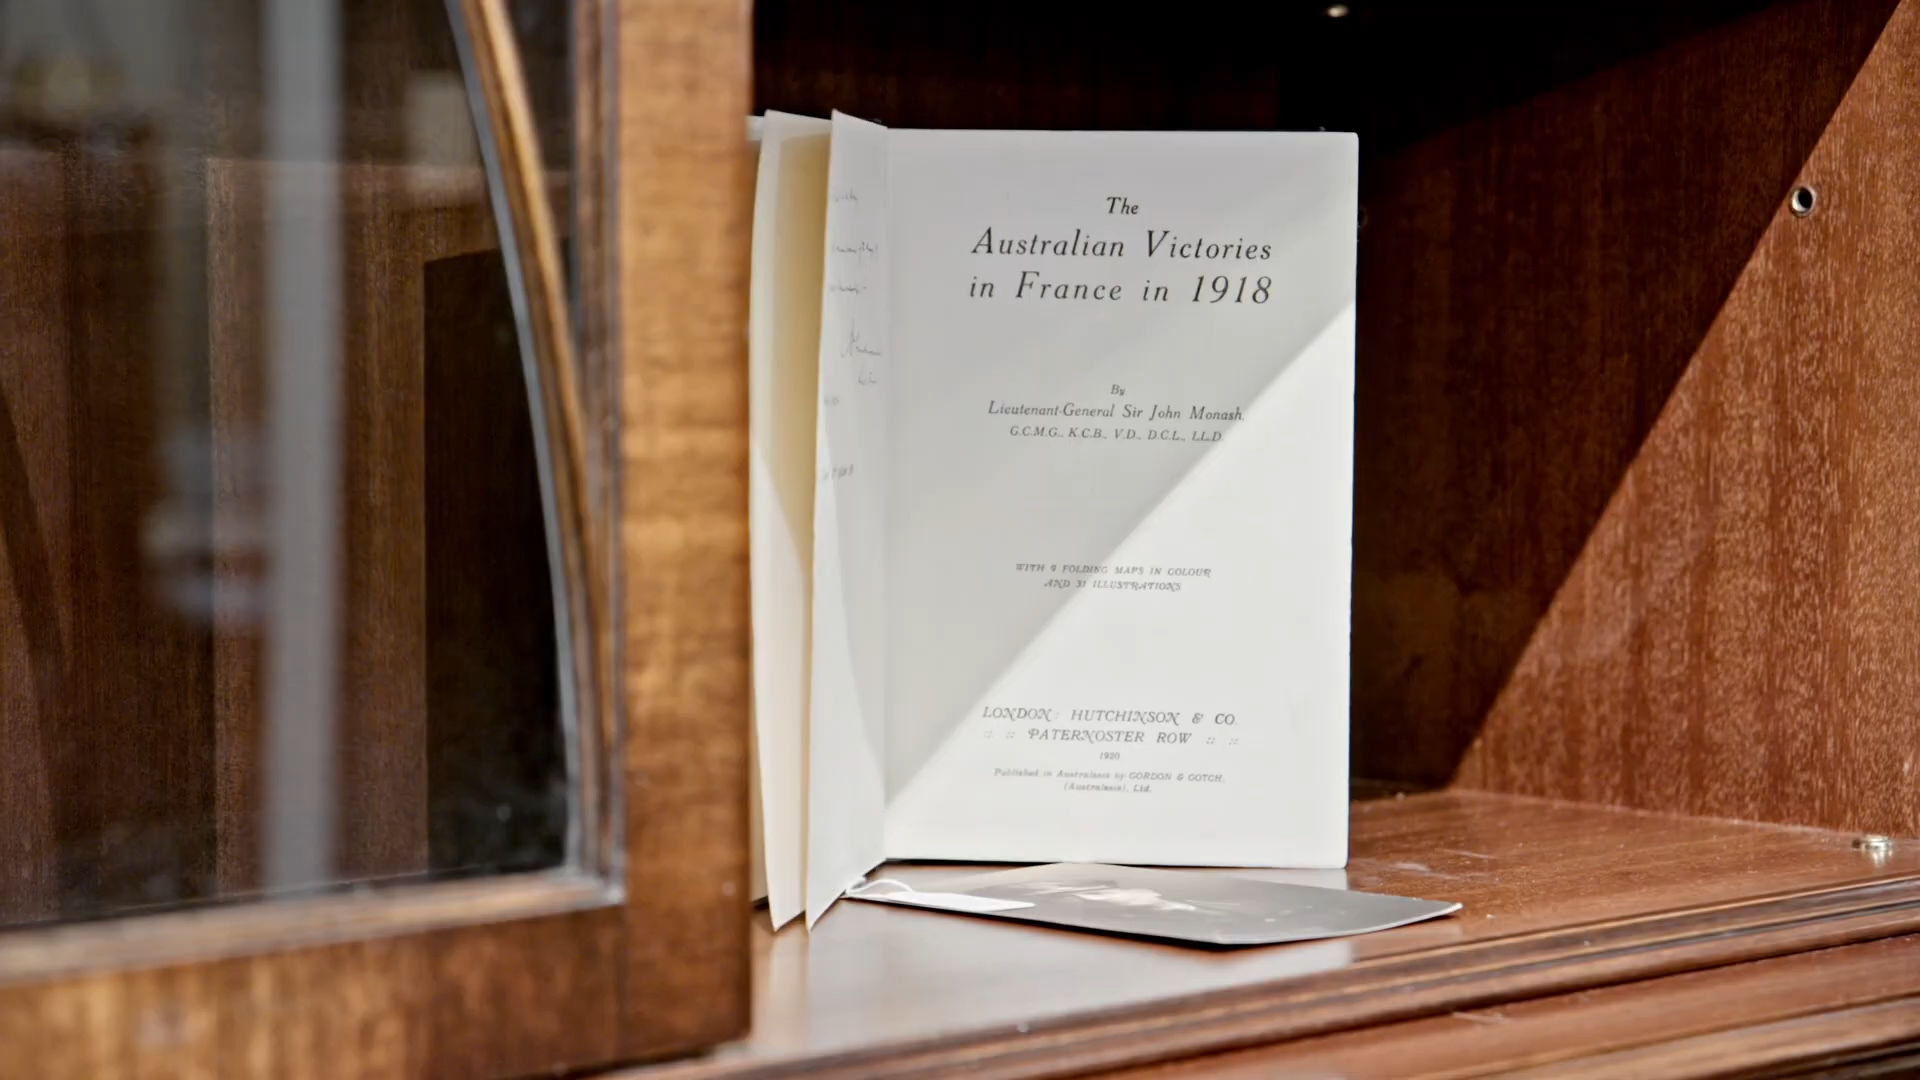 The
Australian Victories
in France in 1918
By
Lieutenant-General Sir John Monash,
G.C.M.G., K.C.B., V.D., D.C.L., LL.D.
WITH 9 FOLDING MAPS IN COLOUR
AND 31 ILLUSTRATIONS
LONDON: HUTCHINSON & CO.
:: :: PATERNOSTER ROW :: ::
1920
Published in Australasia by GORDON & GOTCH,
(Australasia), Ltd.